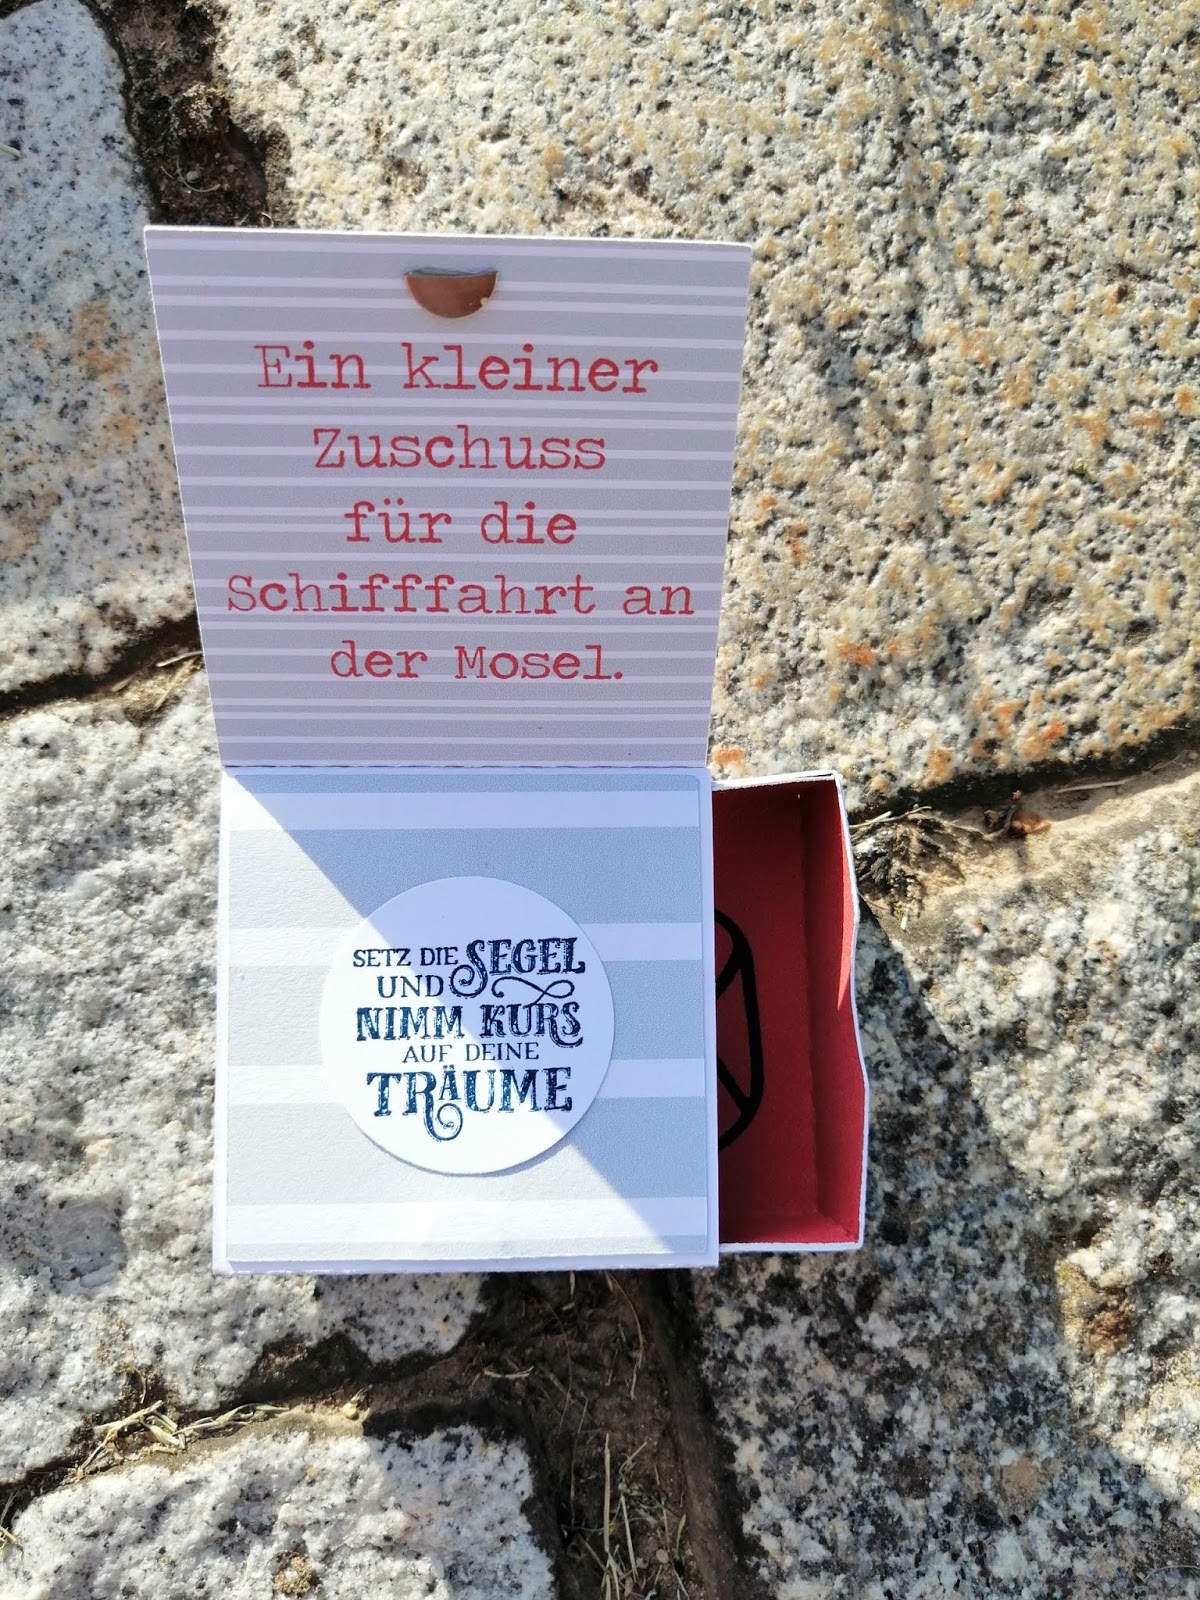 Ein kleiner
Zuschuss
für die
Schifffahrt an
der Mosel.
SETZ DIE SEGEL
UND
NIMM KURS
AUF DEINE
TRÄUME